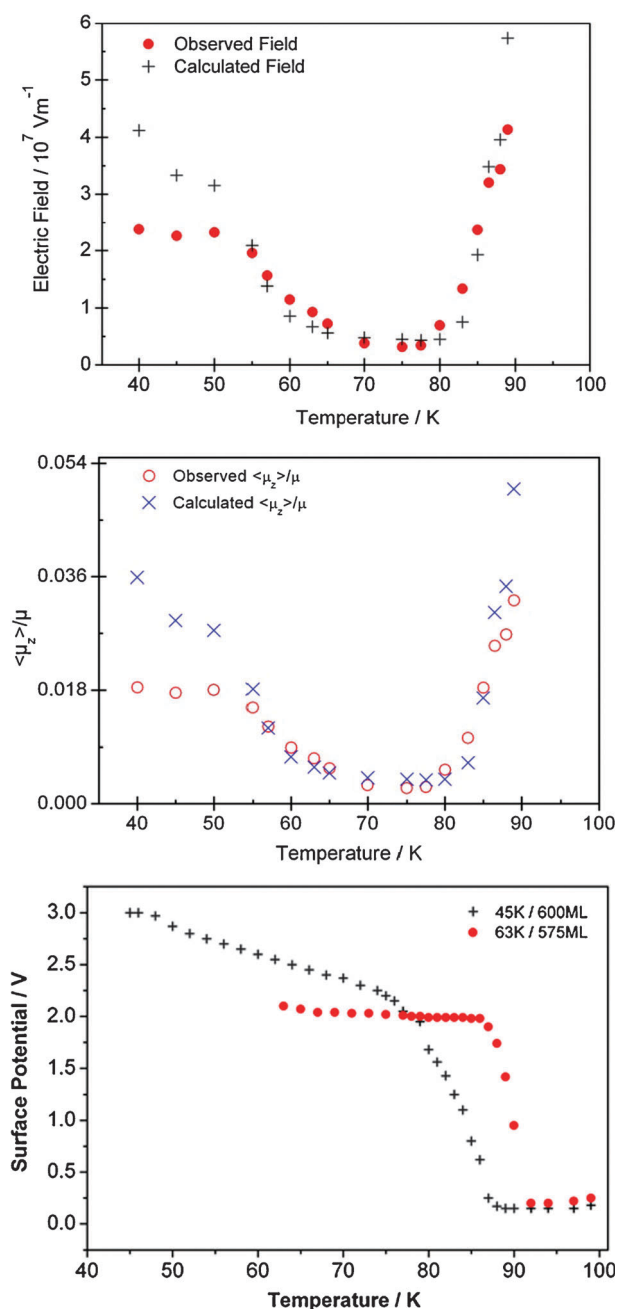 6
5
4
3
2
1
0
Electric Field / 10⁷ Vm⁻¹
Observed Field
Calculated Field
40 50 60 70 80 90 100
Temperature / K
0.054
0.036
0.018
0.000
<μz>/μ
Observed <μz>/μ
Calculated <μz>/μ
40 50 60 70 80 90 100
Temperature / K
3.0
2.5
2.0
1.5
1.0
0.5
0.0
Surface Potential / V
45K / 600ML
63K / 575ML
40 50 60 70 80 90 100
Temperature / K